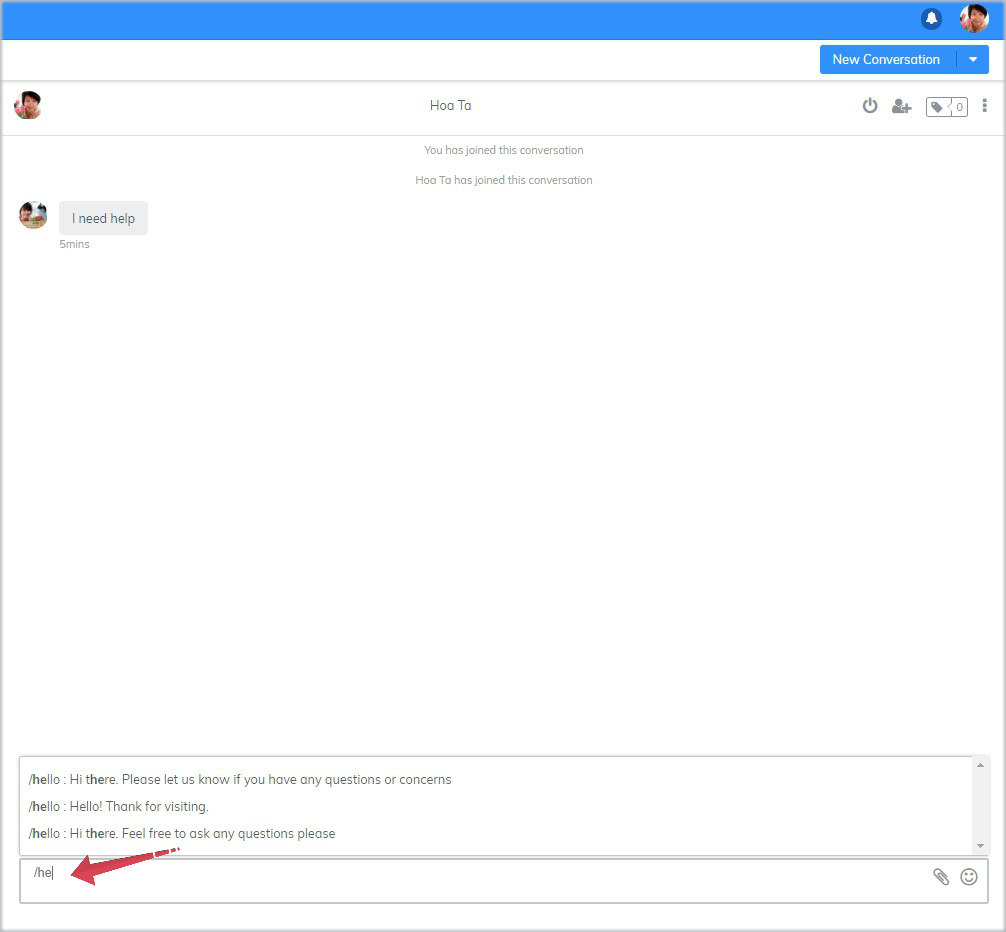 New Conversation
Hoa Ta
0
You has joined this conversation
Hoa Ta has joined this conversation
I need help
5mins
/hello : Hi there. Please let us know if you have any questions or concerns
/hello : Hello! Thank for visiting.
/hello : Hi there. Feel free to ask any questions please
/he